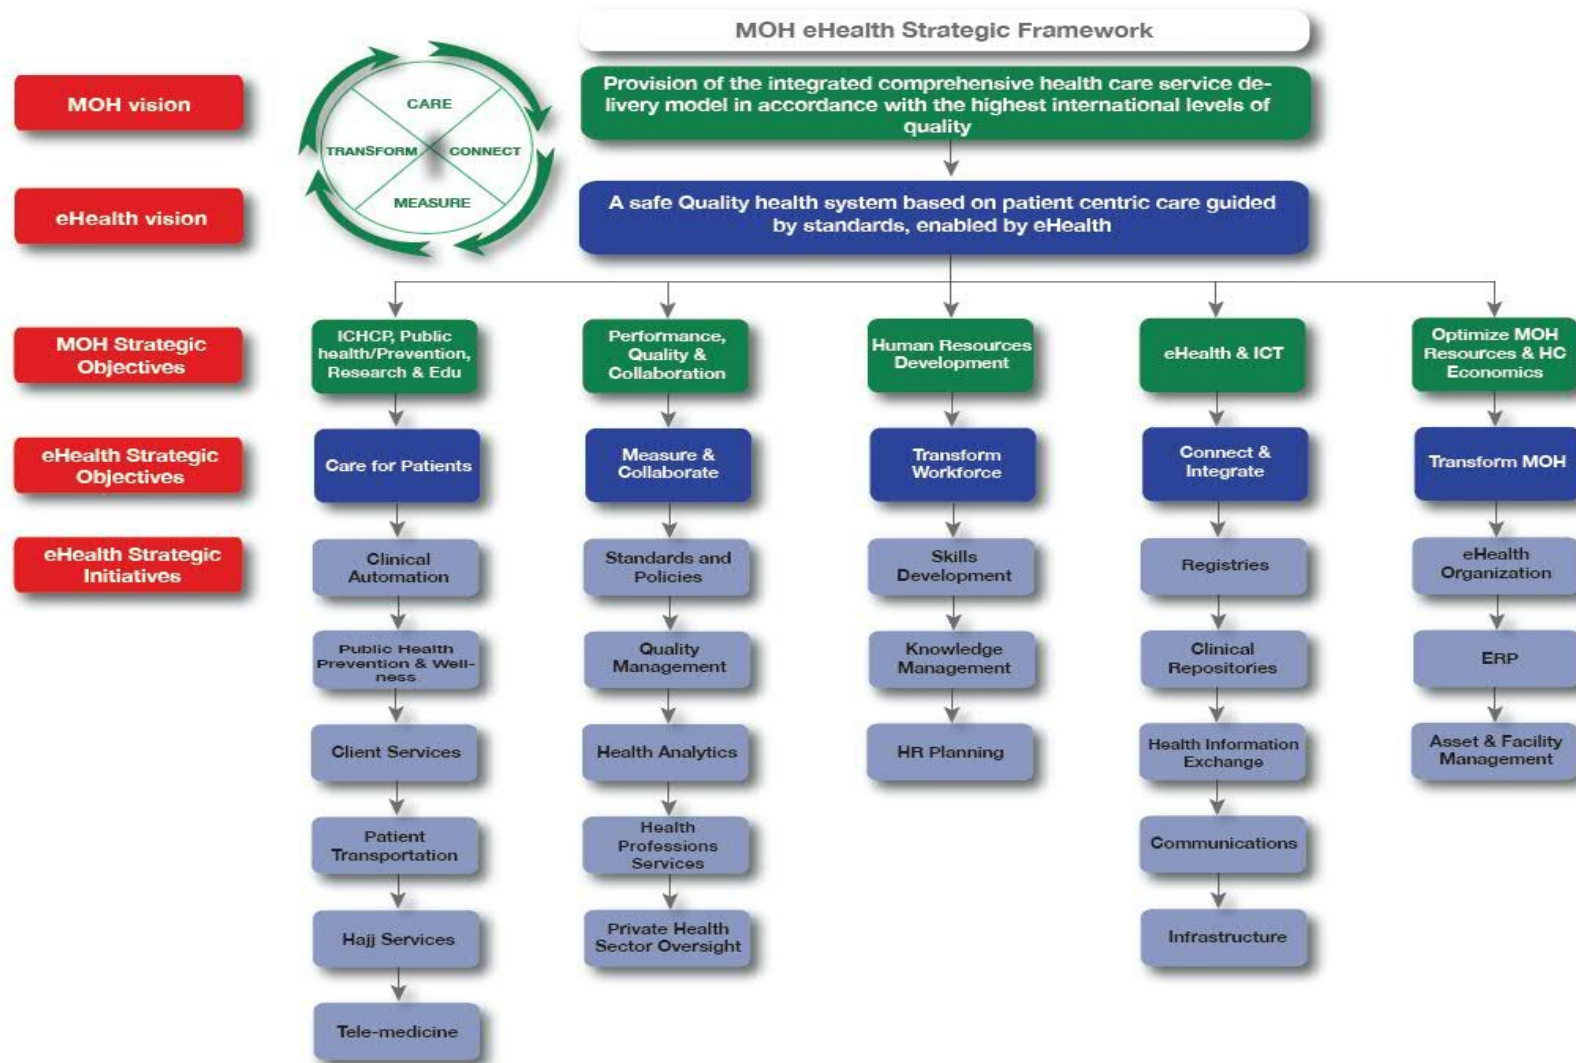 MOH eHealth Strategic Framework
MOH vision
CARE
TRANSFORM
CONNECT
MEASURE
Provision of the integrated comprehensive health care service de-
livery model in accordance with the highest international levels of
quality
eHealth vision
A safe Quality health system based on patient centric care guided
by standards, enabled by eHealth
MOH Strategic
Objectives
ICHCP, Public
health/Prevention,
Research & Edu
Performance,
Quality &
Collaboration
Human Resources
Development
eHealth & ICT
Optimize MOH
Resources & HC
Economics
eHealth Strategic
Objectives
Care for Patients
Measure &
Collaborate
Transform
Workforce
Connect &
Integrate
Transform MOH
eHealth Strategic
Initiatives
Clinical
Automation
Standards and
Policies
Skills
Development
Registries
eHealth
Organization
Public Health
Prevention & Well-
ness
Quality
Management
Knowledge
Management
Clinical
Repositories
ERP
Client Services
Health Analytics
HR Planning
Health Information
Exchange
Asset & Facility
Management
Patient
Transportation
Health
Professions
Services
Communications
Hajj Services
Private Health
Sector Oversight
Infrastructure
Tele-medicine